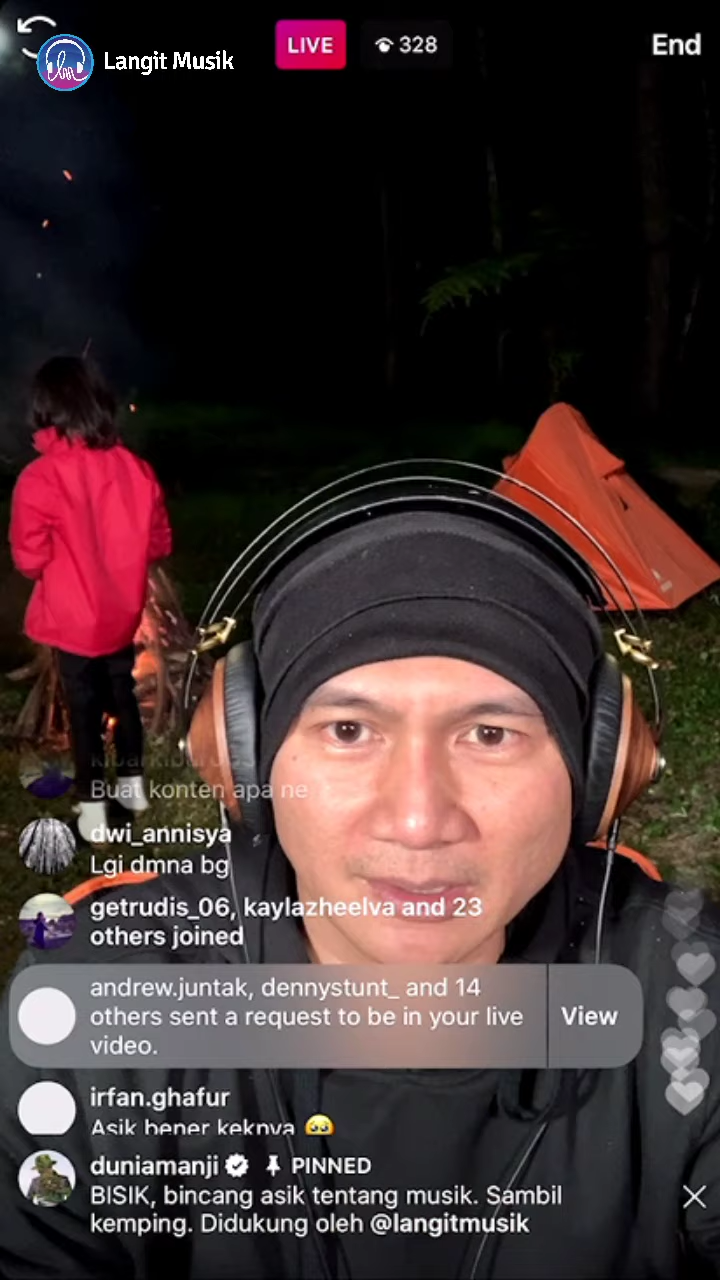 Langit Musik
LIVE
328
End
Buat konten apa ne
dwi_annisya
Lgi dmna bg
getrudis_06, kaylazheelva and 23
others joined
andrew.juntak, dennystunt_ and 14
others sent a request to be in your live
video.
View
irfan.ghafur
Asik bener keknya 🥹
duniamanji PINNED
BISIK, bincang asik tentang musik. Sambil
kemping. Didukung oleh @langitmusik